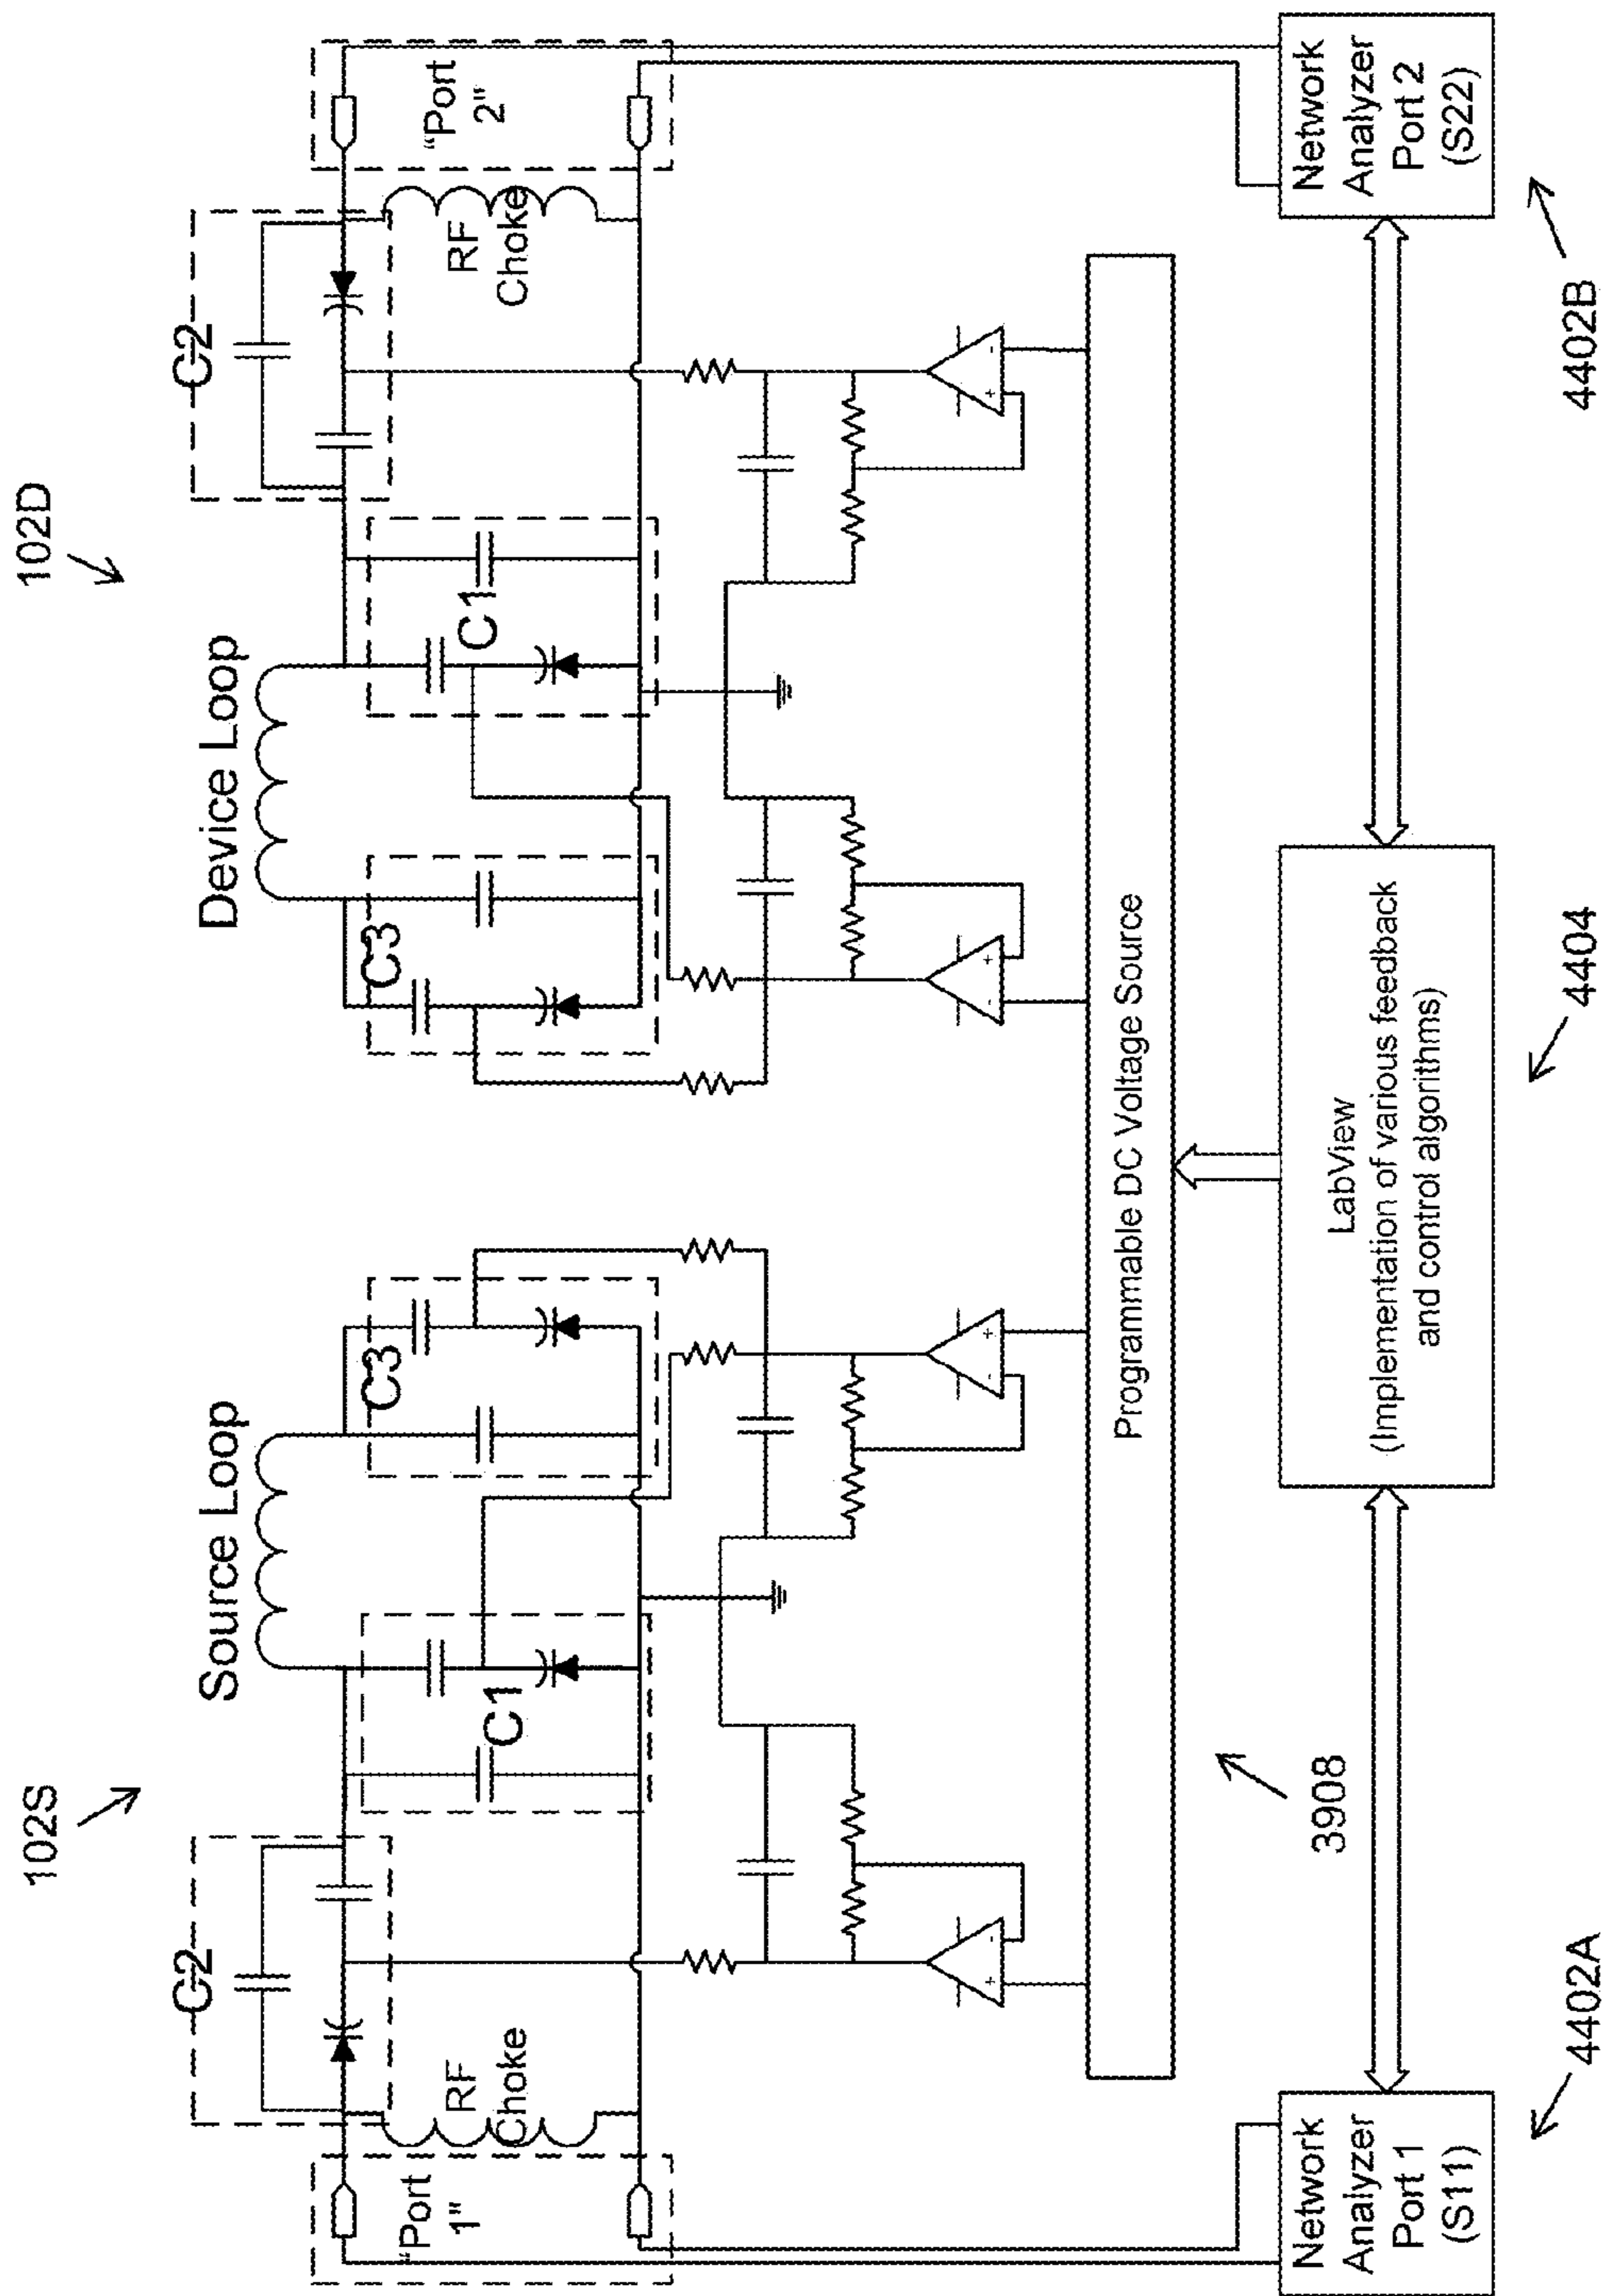 102S
102D
Source Loop
Device Loop
C2
C2
C1
C3
C3
C1
RF
Choke
RF
Choke
“Port
1”
“Port
2”
+
-
-
+
-
+
+
-
Programmable DC Voltage Source
3908
Network
Analyzer
Port 1
(S11)
LabView
(Implementation of various feedback
and control algorithms)
Network
Analyzer
Port 2
(S22)
4402A
4404
4402B